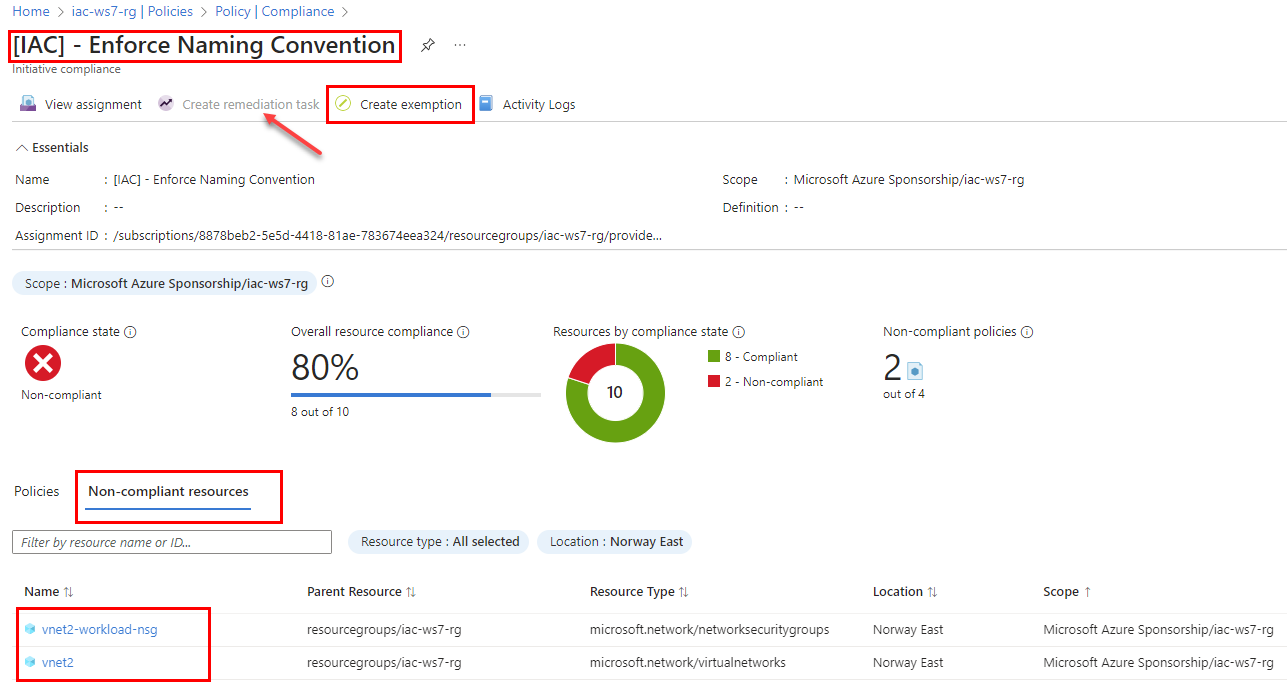 Home > iac-ws7-rg | Policies > Policy | Compliance >
[IAC] - Enforce Naming Convention ...
Initiative compliance
View assignment Create remediation task Create exemption Activity Logs
Essentials
Name : [IAC] - Enforce Naming Convention Scope : Microsoft Azure Sponsorship/iac-ws7-rg
Description : -- Definition : --
Assignment ID : /subscriptions/8878beb2-5e5d-4418-81ae-783674eea324/resourcegroups/iac-ws7-rg/provide...
Scope : Microsoft Azure Sponsorship/iac-ws7-rg
Compliance state Overall resource compliance Resources by compliance state Non-compliant policies
Non-compliant
80%
8 out of 10
10
8 - Compliant
2 - Non-compliant
2
out of 4
Policies Non-compliant resources
Filter by resource name or ID... Resource type : All selected Location : Norway East
Name Parent Resource Resource Type Location Scope
vnet2-workload-nsg resourcegroups/iac-ws7-rg microsoft.network/networksecuritygroups Norway East Microsoft Azure Sponsorship/iac-ws7-rg
vnet2 resourcegroups/iac-ws7-rg microsoft.network/virtualnetworks Norway East Microsoft Azure Sponsorship/iac-ws7-rg